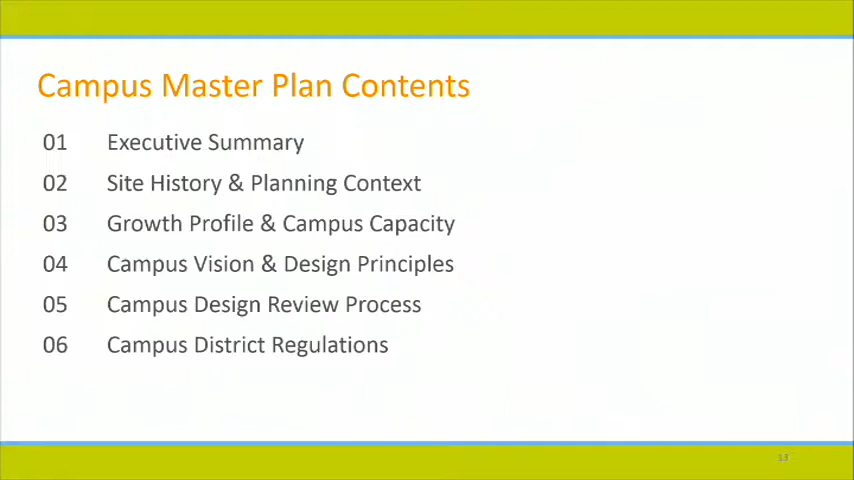 Campus Master Plan Contents
01 Executive Summary
02 Site History & Planning Context
03 Growth Profile & Campus Capacity
04 Campus Vision & Design Principles
05 Campus Design Review Process
06 Campus District Regulations
13